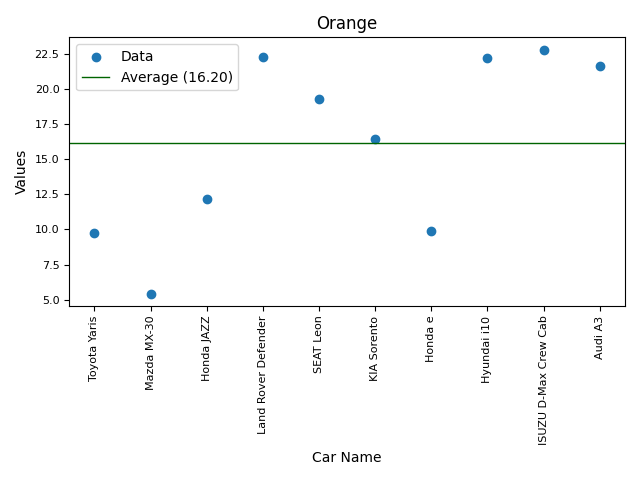 Orange
Data
Average (16.20)
Values
22.5
20.0
17.5
15.0
12.5
10.0
7.5
5.0
Toyota Yaris
Mazda MX-30
Honda JAZZ
Land Rover Defender
SEAT Leon
KIA Sorento
Honda e
Hyundai i10
ISUZU D-Max Crew Cab
Audi A3
Car Name